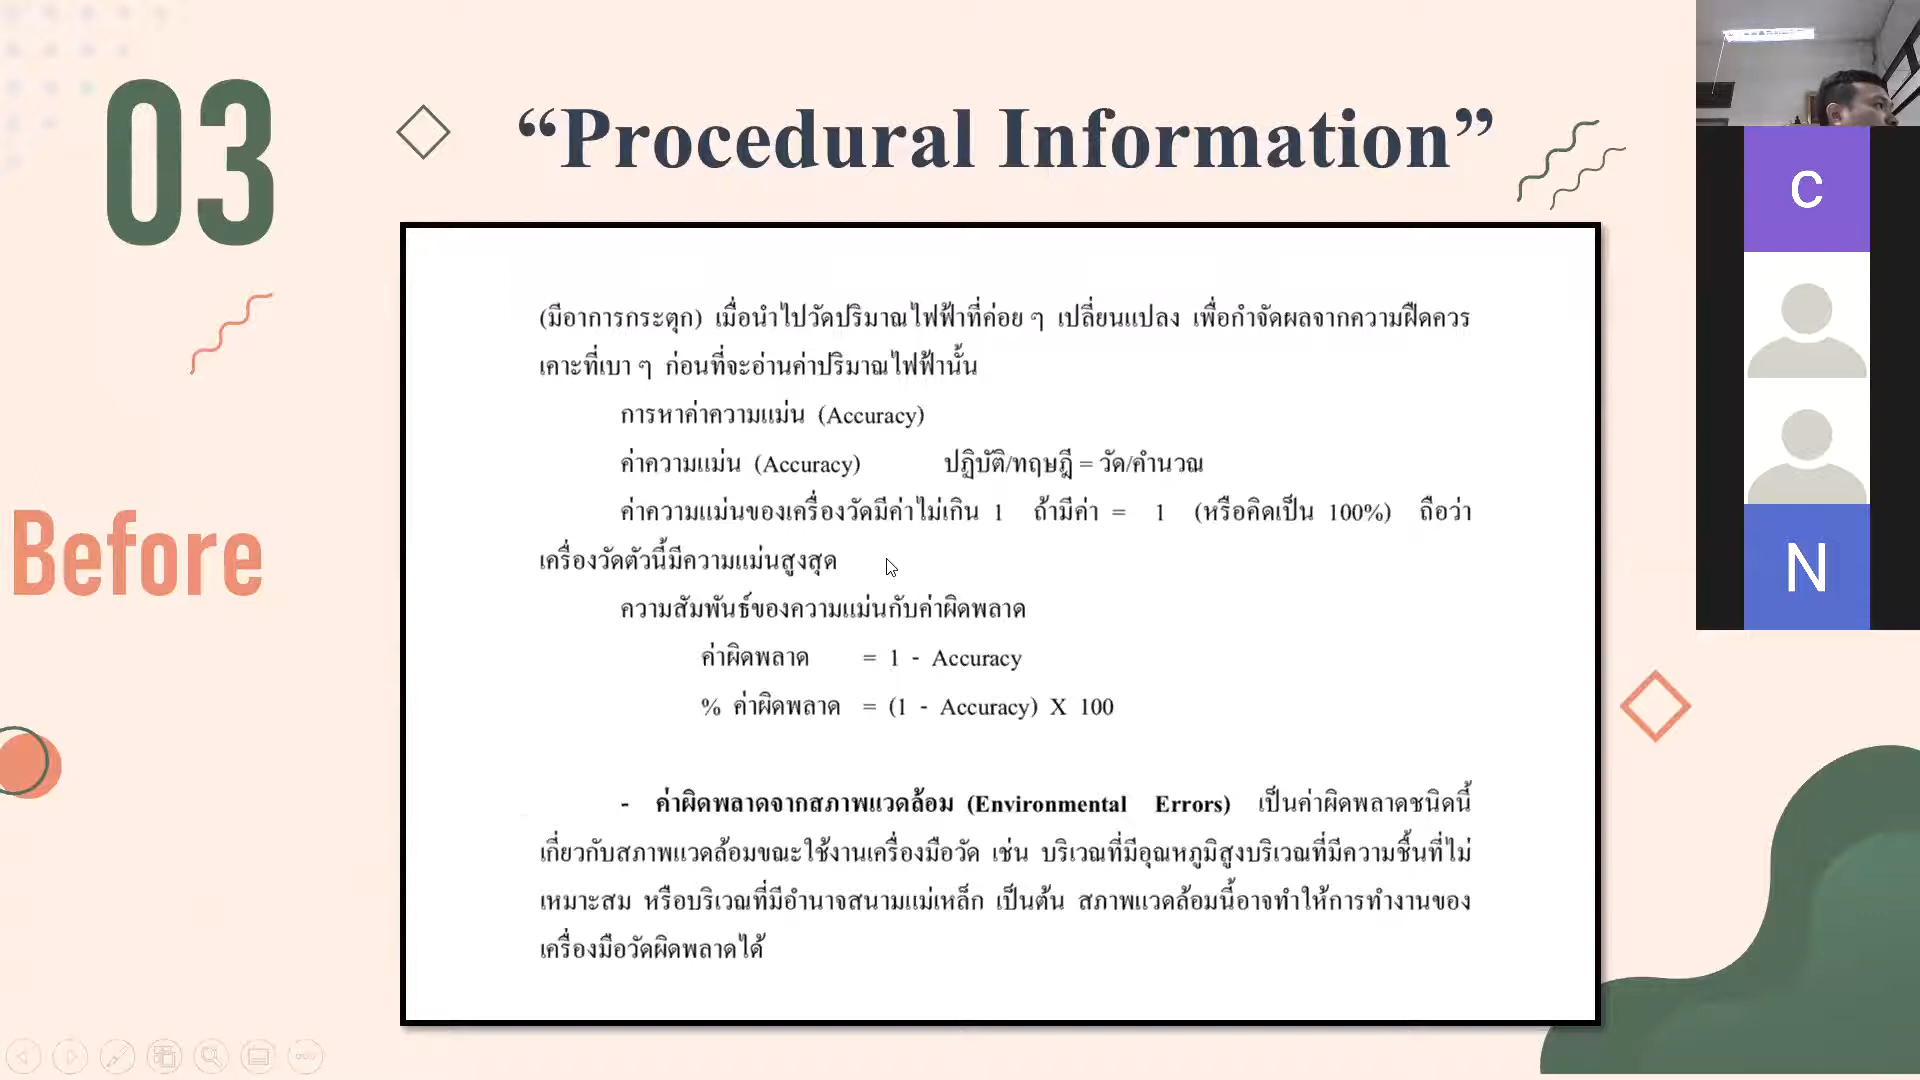 03
“Procedural Information”
Before
(มีอาการกระตุก) เมื่อนำไปวัดปริมาณไฟฟ้าที่ค่อย ๆ เปลี่ยนแปลง เพื่อกำจัดผลจากความฝืดควร
เคาะที่เบา ๆ ก่อนที่จะอ่านค่าปริมาณไฟฟ้านั้น
การหาค่าความแม่น (Accuracy)
ค่าความแม่น (Accuracy) ปฏิบัติ/ทฤษฎี = วัด/คำนวณ
ค่าความแม่นของเครื่องวัดมีค่าไม่เกิน 1 ถ้ามีค่า = 1 (หรือคิดเป็น 100%) ถือว่า
เครื่องวัดตัวนี้มีความแม่นสูงสุด
ความสัมพันธ์ของความแม่นกับค่าผิดพลาด
ค่าผิดพลาด = 1 - Accuracy
% ค่าผิดพลาด = (1 - Accuracy) X 100
- ค่าผิดพลาดจากสภาพแวดล้อม (Environmental Errors) เป็นค่าผิดพลาดชนิดนี้
เกี่ยวกับสภาพแวดล้อมขณะใช้งานเครื่องมือวัด เช่น บริเวณที่มีอุณหภูมิสูงบริเวณที่มีความชื้นที่ไม่
เหมาะสม หรือบริเวณที่มีอำนาจสนามแม่เหล็ก เป็นต้น สภาพแวดล้อมนี้อาจทำให้การทำงานของ
เครื่องมือวัดผิดพลาดได้
C
N